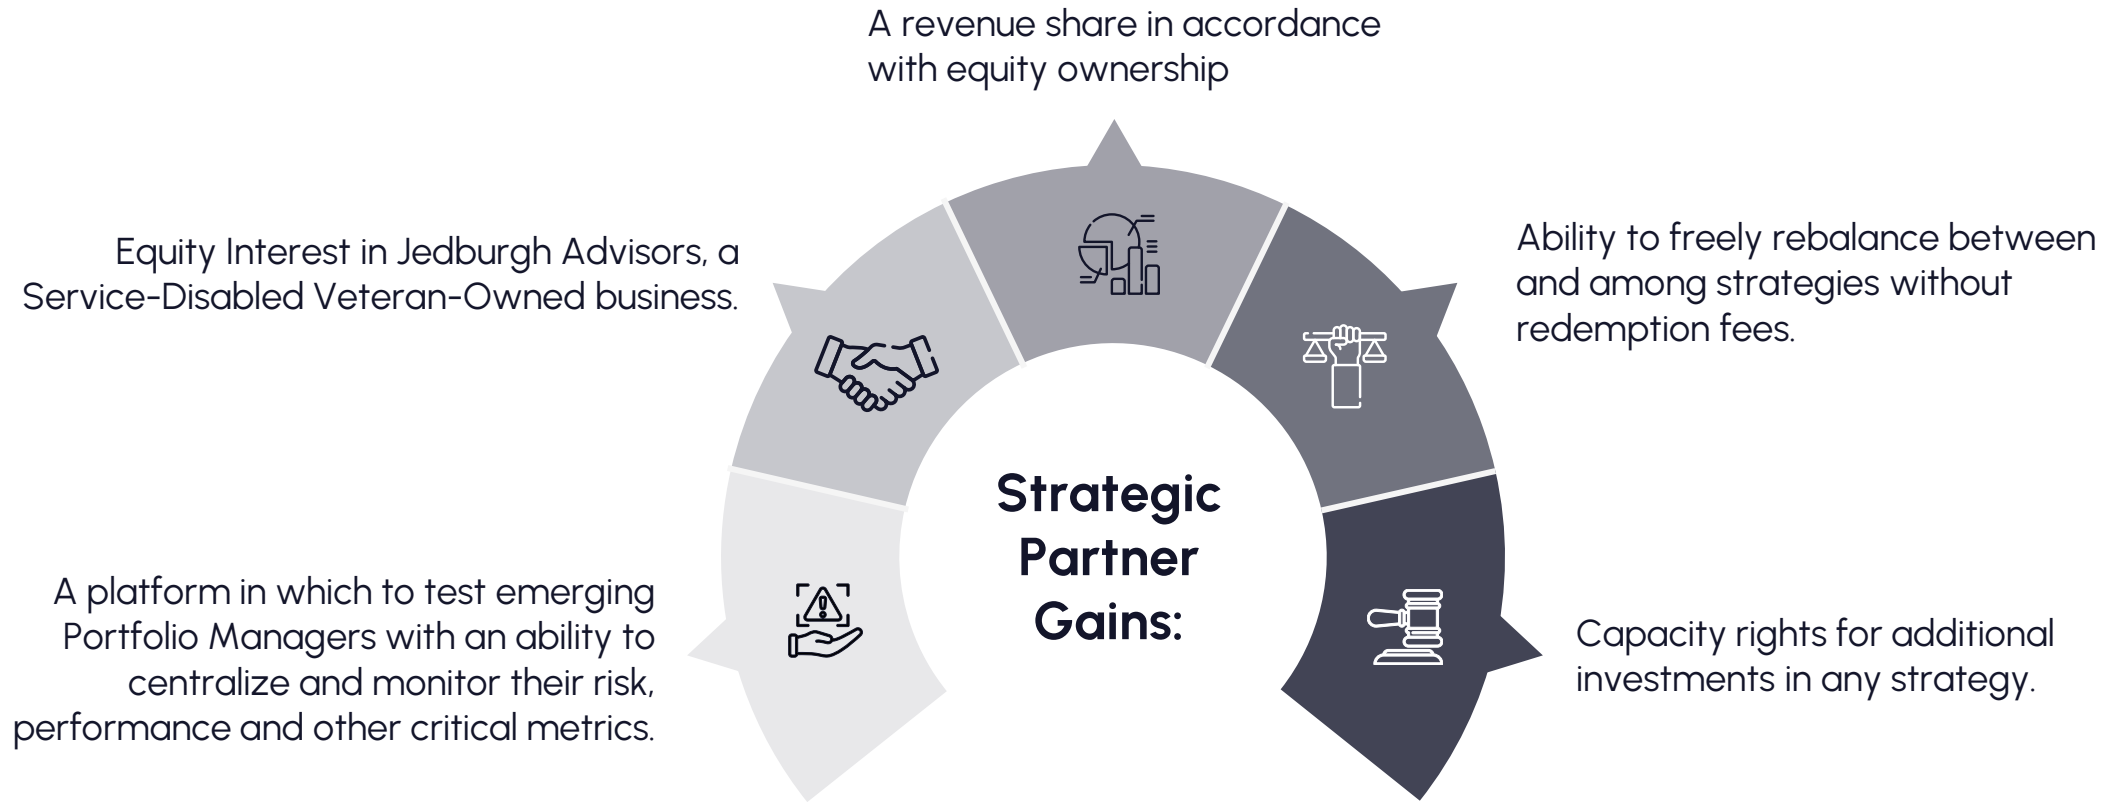 A revenue share in accordance
with equity ownership
Equity Interest in Jedburgh Advisors, a
Service-Disabled Veteran-Owned business.
Ability to freely rebalance between
and among strategies without
redemption fees.
Strategic
Partner
Gains:
A platform in which to test emerging
Portfolio Managers with an ability to
centralize and monitor their risk,
performance and other critical metrics.
Capacity rights for additional
investments in any strategy.